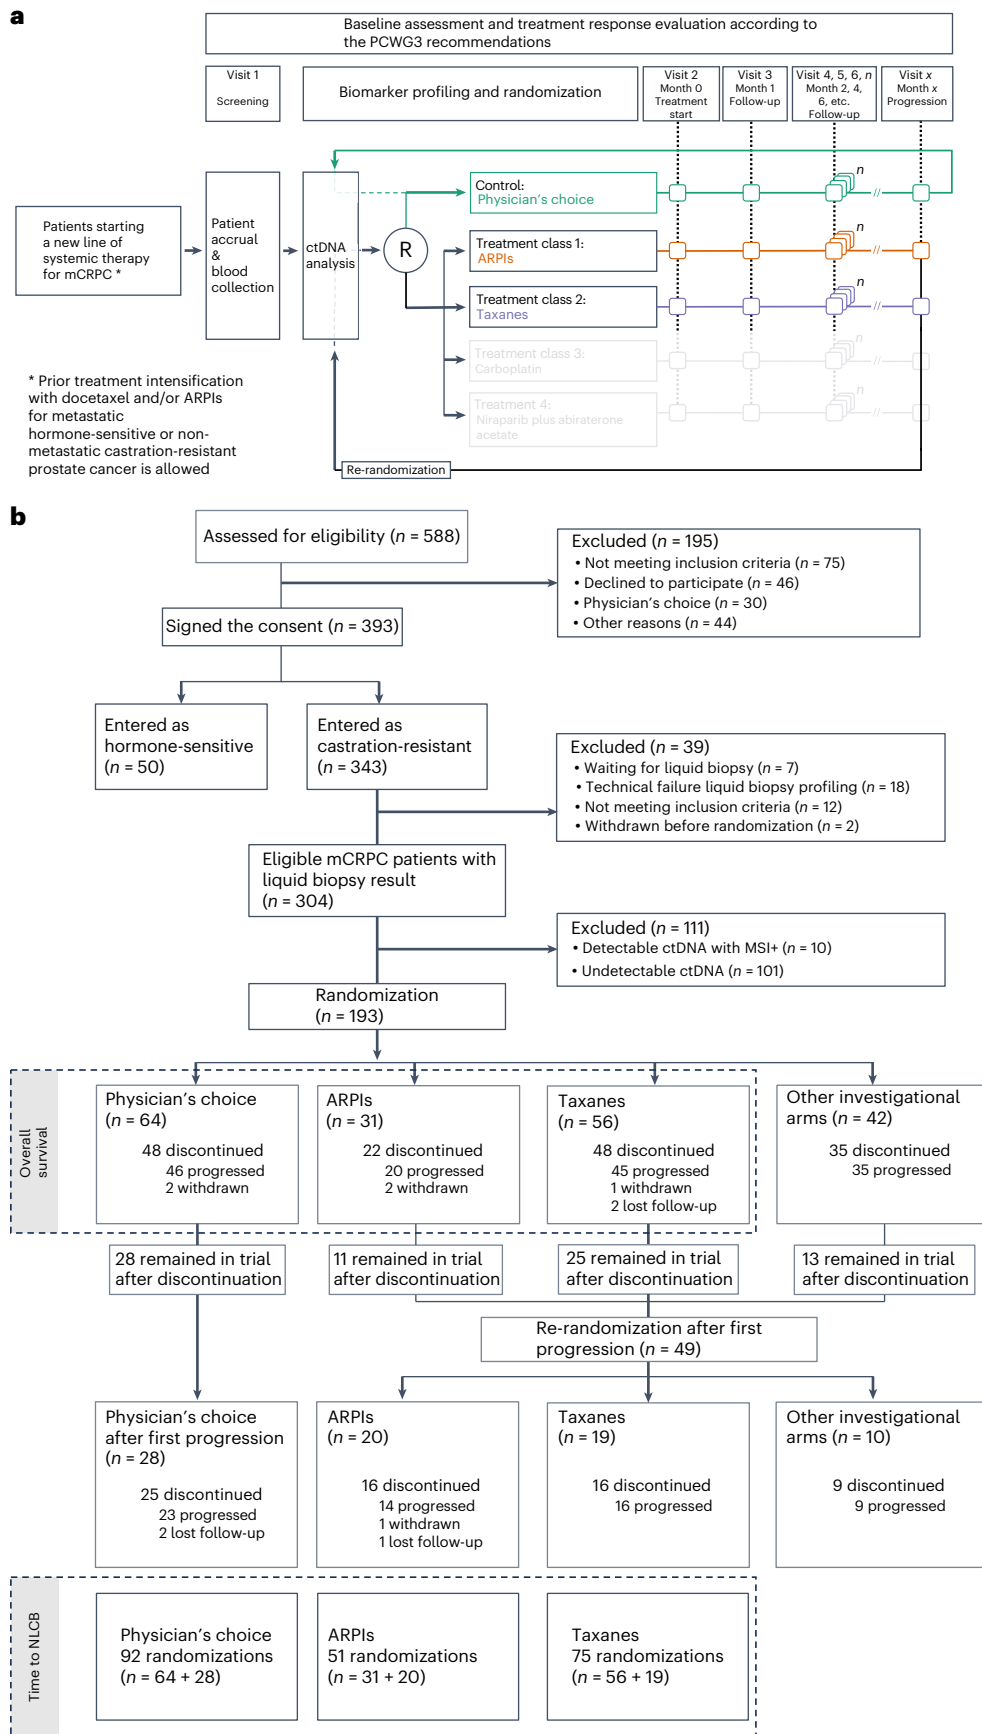 a
Baseline assessment and treatment response evaluation according to
the PCWG3 recommendations
Visit 1
Screening
Biomarker profiling and randomization
Visit 2
Month 0
Treatment
start
Visit 3
Month 1
Follow-up
Visit 4, 5, 6, n
Month 2, 4,
6, etc.
Follow-up
Visit x
Month x
Progression
Patients starting
a new line of
systemic therapy
for mCRPC *
Patient
accrual
&
blood
collection
ctDNA
analysis
R
Control:
Physician's choice
n
//
Treatment class 1:
ARPIs
n
//
Treatment class 2:
Taxanes
n
//
Treatment class 3:
Carboplatin
n
//
Treatment 4:
Niraparib plus abiraterone
acetate
n
//
Re-randomization
* Prior treatment intensification
with docetaxel and/or ARPIs
for metastatic
hormone-sensitive or non-
metastatic castration-resistant
prostate cancer is allowed
b
Assessed for eligibility (n = 588)
Excluded (n = 195)
• Not meeting inclusion criteria (n = 75)
• Declined to participate (n = 46)
• Physician's choice (n = 30)
• Other reasons (n = 44)
Signed the consent (n = 393)
Entered as
hormone-sensitive
(n = 50)
Entered as
castration-resistant
(n = 343)
Excluded (n = 39)
• Waiting for liquid biopsy (n = 7)
• Technical failure liquid biopsy profiling (n = 18)
• Not meeting inclusion criteria (n = 12)
• Withdrawn before randomization (n = 2)
Eligible mCRPC patients with
liquid biopsy result
(n = 304)
Excluded (n = 111)
• Detectable ctDNA with MSI+ (n = 10)
• Undetectable ctDNA (n = 101)
Randomization
(n = 193)
Overall
survival
Physician's choice
(n = 64)
48 discontinued
46 progressed
2 withdrawn
ARPIs
(n = 31)
22 discontinued
20 progressed
2 withdrawn
Taxanes
(n = 56)
48 discontinued
45 progressed
1 withdrawn
2 lost follow-up
Other investigational
arms (n = 42)
35 discontinued
35 progressed
28 remained in trial
after discontinuation
11 remained in trial
after discontinuation
25 remained in trial
after discontinuation
13 remained in trial
after discontinuation
Re-randomization after first
progression (n = 49)
Physician's choice
after first progression
(n = 28)
25 discontinued
23 progressed
2 lost follow-up
ARPIs
(n = 20)
16 discontinued
14 progressed
1 withdrawn
1 lost follow-up
Taxanes
(n = 19)
16 discontinued
16 progressed
Other investigational
arms (n = 10)
9 discontinued
9 progressed
Time to NLCB
Physician's choice
92 randomizations
(n = 64 + 28)
ARPIs
51 randomizations
(n = 31 + 20)
Taxanes
75 randomizations
(n = 56 + 19)